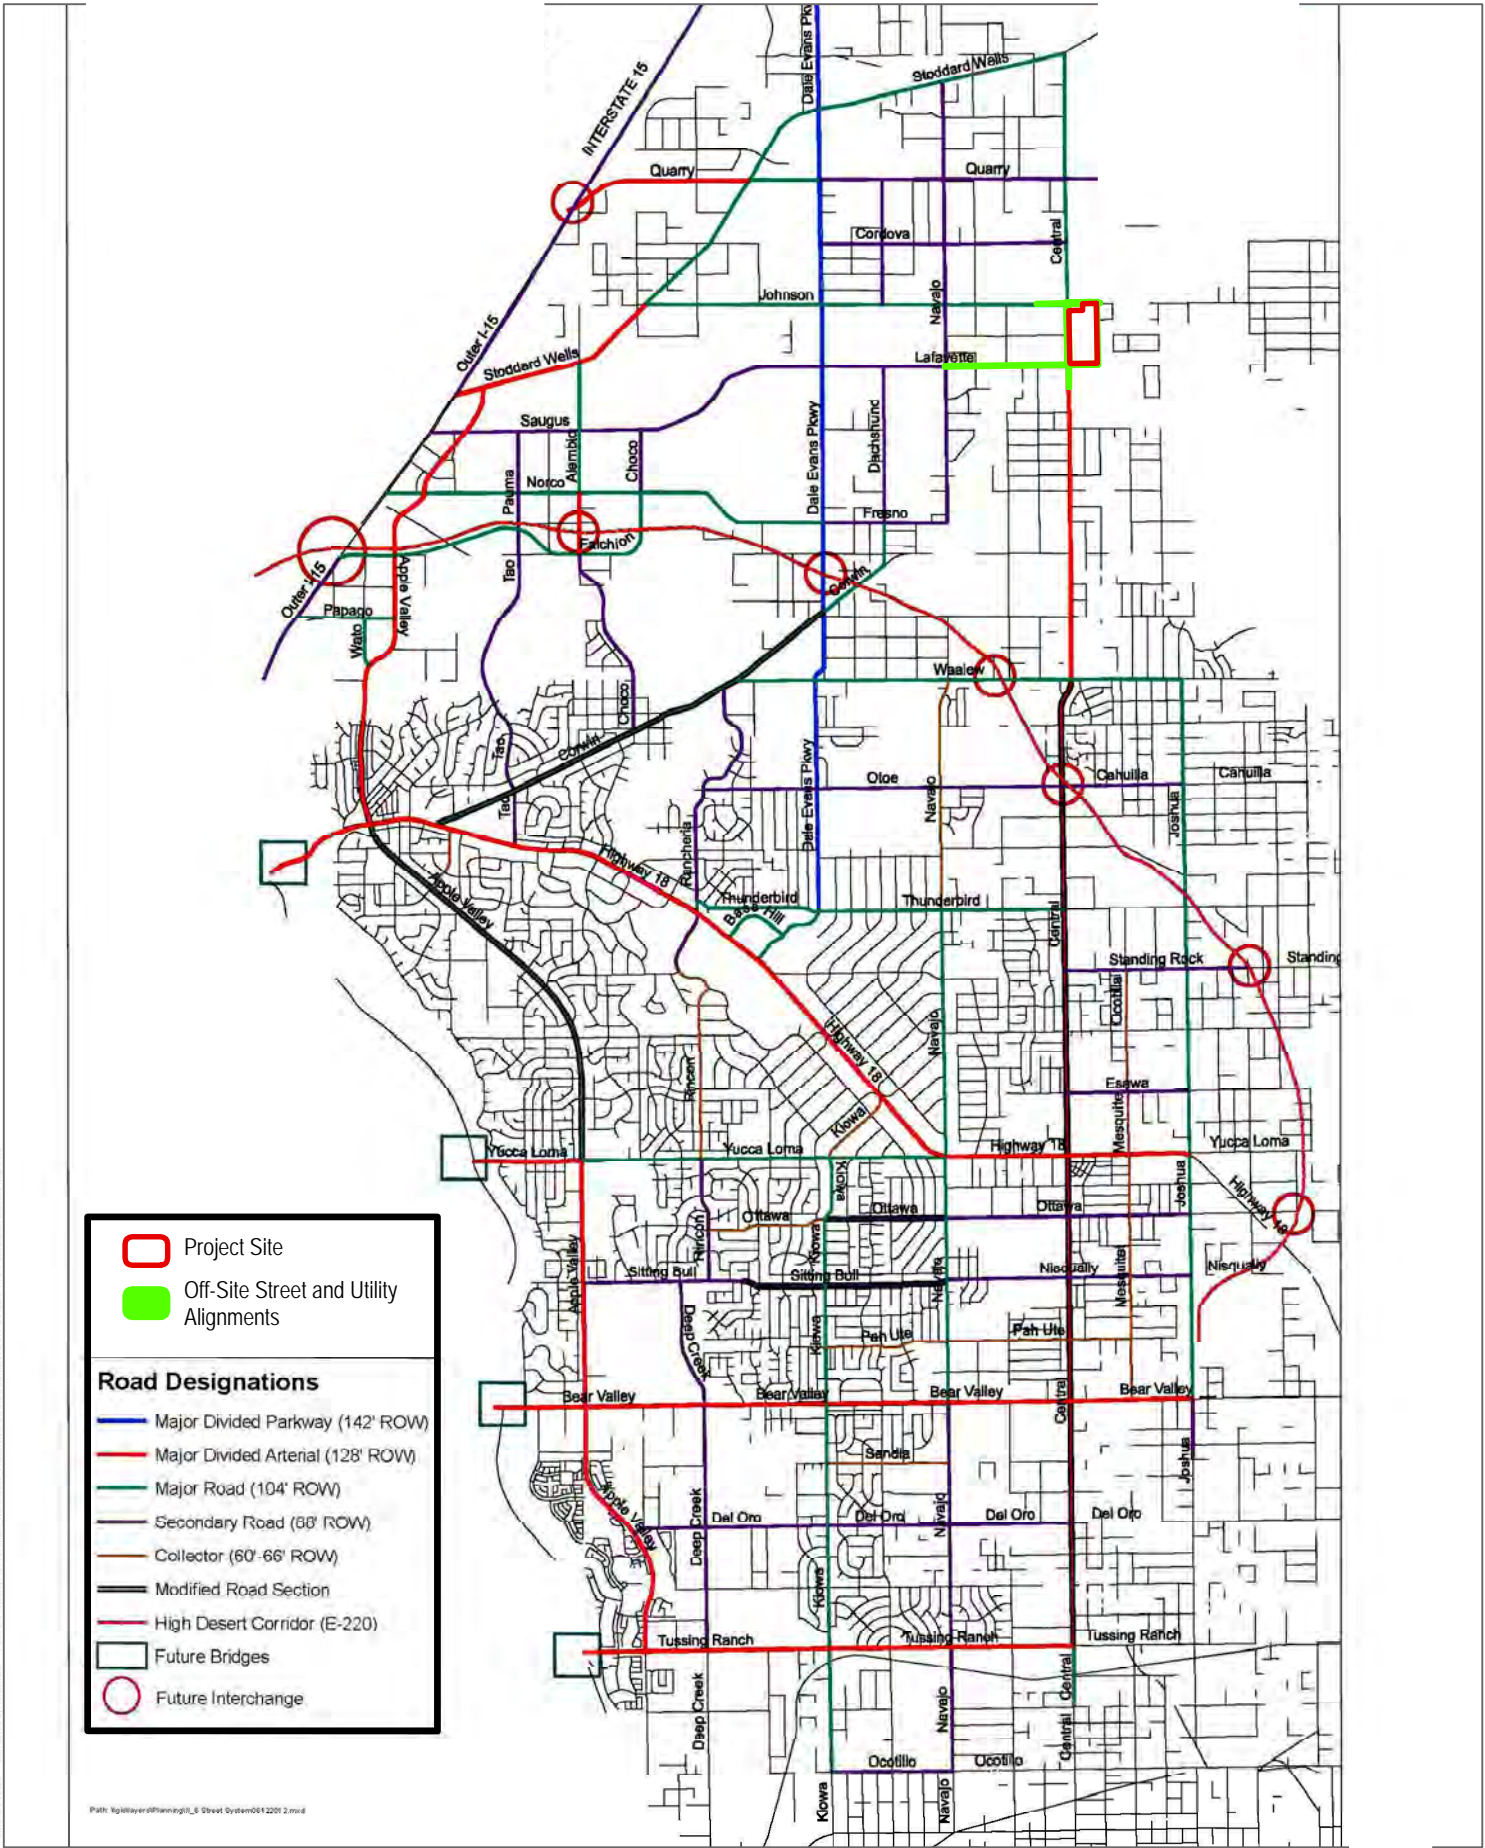 Dale Evans Pkwy
Stoddard Wells
INTERSTATE 15
Quarry
Quarry
Cordova
Central
Johnson
Navajo
Outer I-15
Stoddard Wells
Lafayette
Saugus
Alembic
Choco
Dale Evans Pkwy
Dachshund
Pauma
Norco
Fresno
Falchion
Outer I-15
Apple Valley
Tao
Corwin
Papago
Wato
Waalew
Choco
Tao
Corwin
Otoe
Dale Evans Pkwy
Navajo
Cahuilla
Cahuilla
Joshua
Tao
Rancheria
Highway 18
Apple Valley
Thunderbird
Bass Hill
Thunderbird
Central
Standing Rock
Standing
Ocotilla
Highway 18
Navajo
Rincon
Esawa
Mesquite
Kiowa
Yucca Loma
Yucca Loma
Highway 18
Yucca Loma
Kiowa
Joshua
Highway 18
Ottawa
Ottawa
Ottawa
Rincon
Kiowa
Apple Valley
Sitting Bull
Sitting Bull
Navajo
Nisqually
Mesquite
Nisqually
Deep Creek
Kiowa
Pah Ute
Pah Ute
Bear Valley
Bear Valley
Bear Valley
Central
Bear Valley
Sandia
Joshua
Apple Valley
Deep Creek
Del Oro
Del Oro
Navajo
Del Oro
Del Oro
Kiowa
Tussing Ranch
Tussing Ranch
Tussing Ranch
Deep Creek
Navajo
Central
Central
Ocotillo
Ocotillo
Kiowa
Navajo
Project Site
Off-Site Street and Utility
Alignments
Road Designations
Major Divided Parkway (142' ROW)
Major Divided Arterial (128' ROW)
Major Road (104' ROW)
Secondary Road (88' ROW)
Collector (60'-66' ROW)
Modified Road Section
High Desert Corridor (E-220)
Future Bridges
Future Interchange